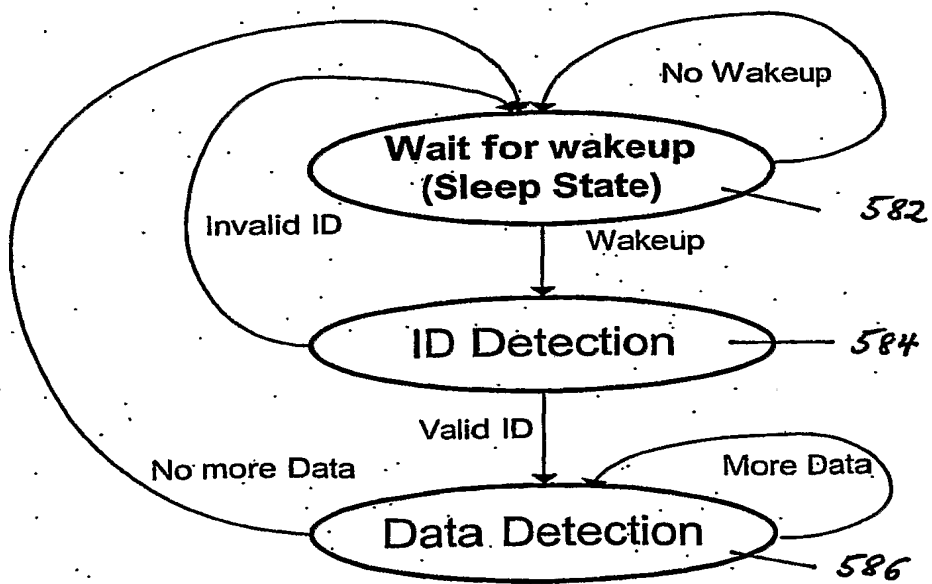 No Wakeup
Wait for wakeup
(Sleep State)
582
Invalid ID
Wakeup
ID Detection
584
Valid ID
No more Data
More Data
Data Detection
586